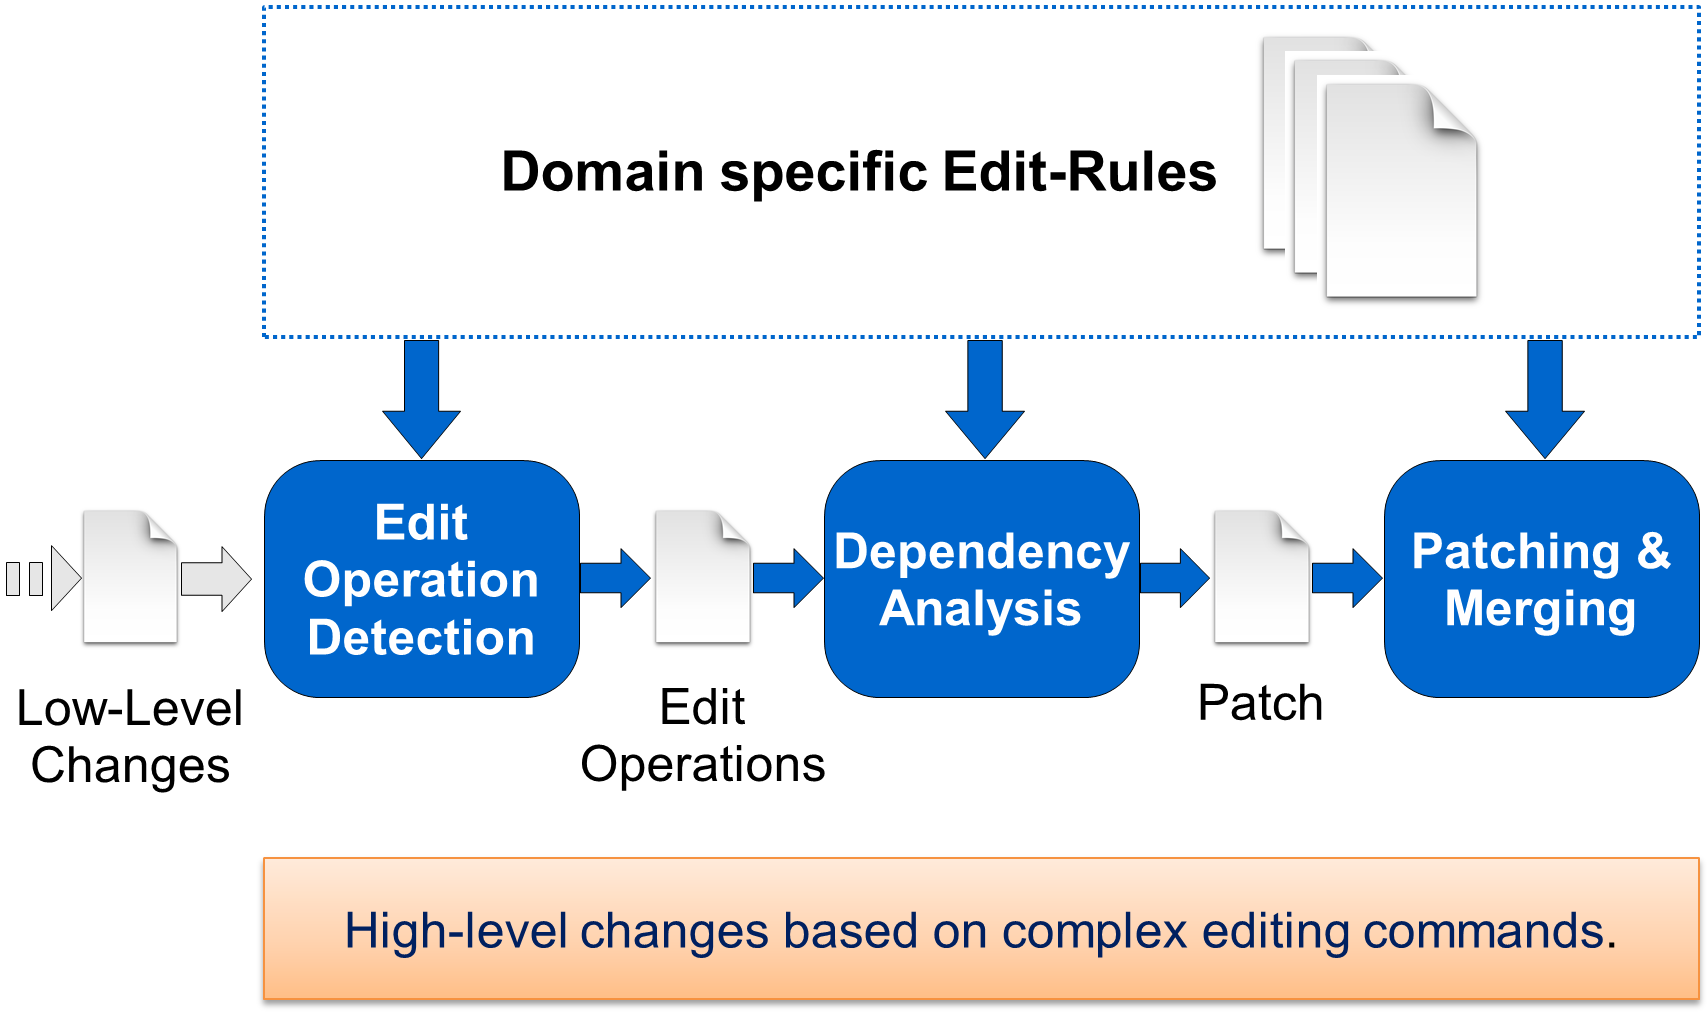 Domain specific Edit-Rules
Edit
Operation
Detection
Dependency
Analysis
Patching &
Merging
Low-Level
Changes
Edit
Operations
Patch
High-level changes based on complex editing commands.